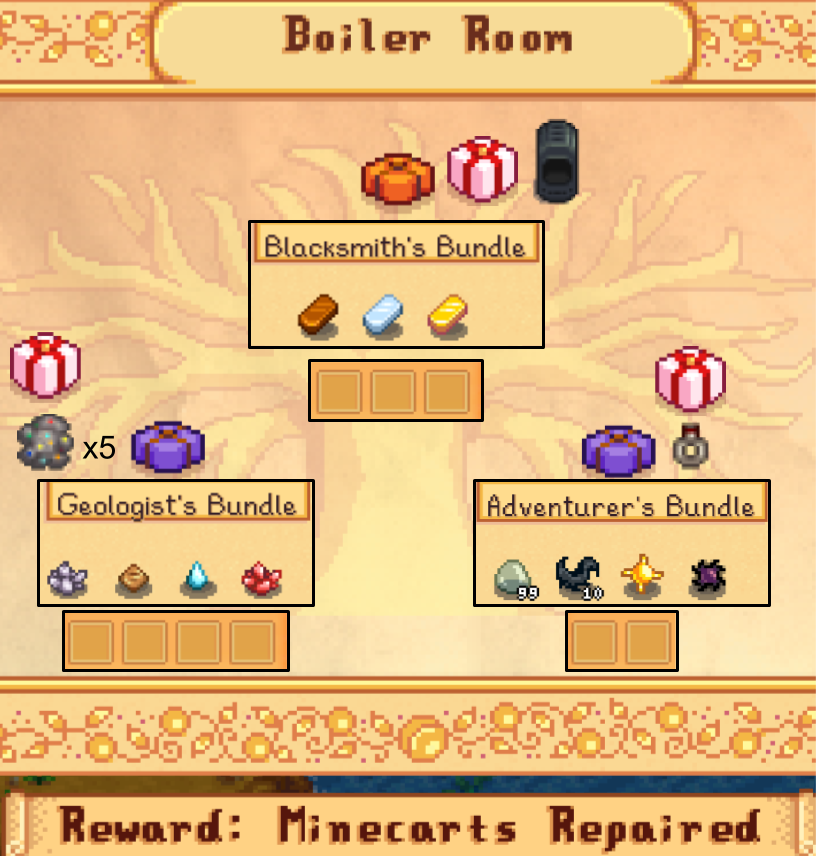 Boiler Room
Blacksmith's Bundle
x5
Geologist's Bundle
Adventurer's Bundle
99
10
Reward: Minecarts Repaired